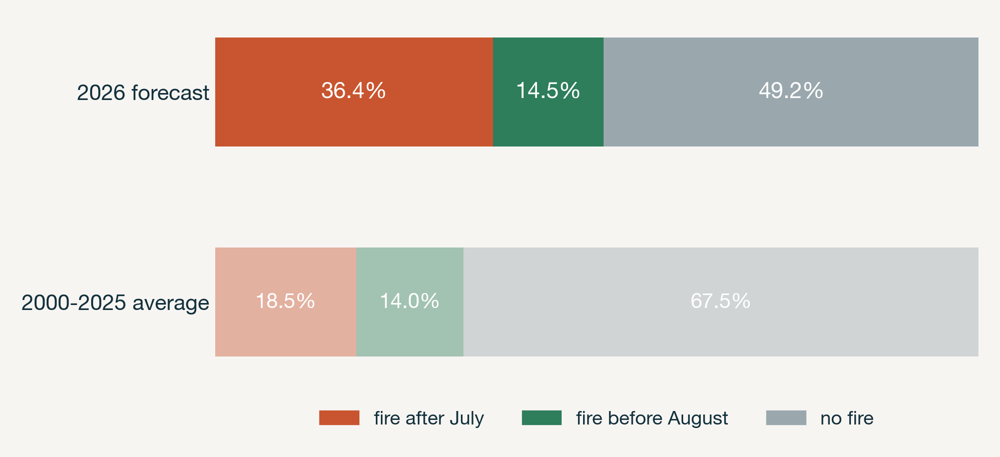 2026 forecast
36.4%
14.5%
49.2%
2000-2025 average
18.5%
14.0%
67.5%
fire after July
fire before August
no fire